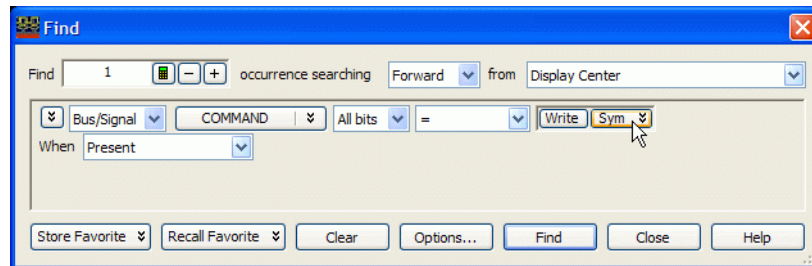 Find
Find 1 - + occurrence searching Forward from Display Center
Bus/Signal COMMAND All bits = Write Sym
When Present
Store Favorite Recall Favorite Clear Options... Find Close Help